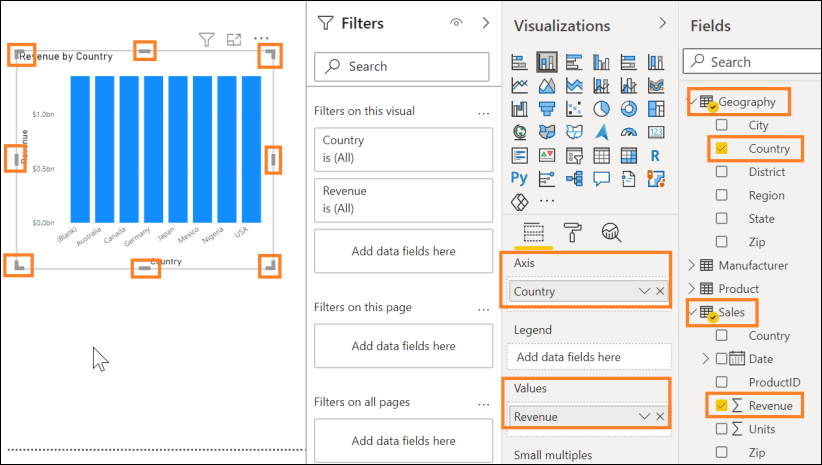 Revenue by Country
Revenue
$1.0bn
$0.5bn
$0.0bn
(Blank)
Australia
Canada
Germany
Japan
Mexico
Nigeria
USA
Country
Filters
Search
Filters on this visual
...
Country
is (All)
Revenue
is (All)
Add data fields here
Filters on this page
...
Add data fields here
Filters on all pages
...
Add data fields here
Visualizations
123
R
Py
...
Axis
Country
Legend
Add data fields here
Values
Revenue
Small multiples
Fields
Search
Geography
City
Country
District
Region
State
Zip
Manufacturer
Product
Sales
Country
Date
ProductID
∑ Revenue
∑ Units
Zip